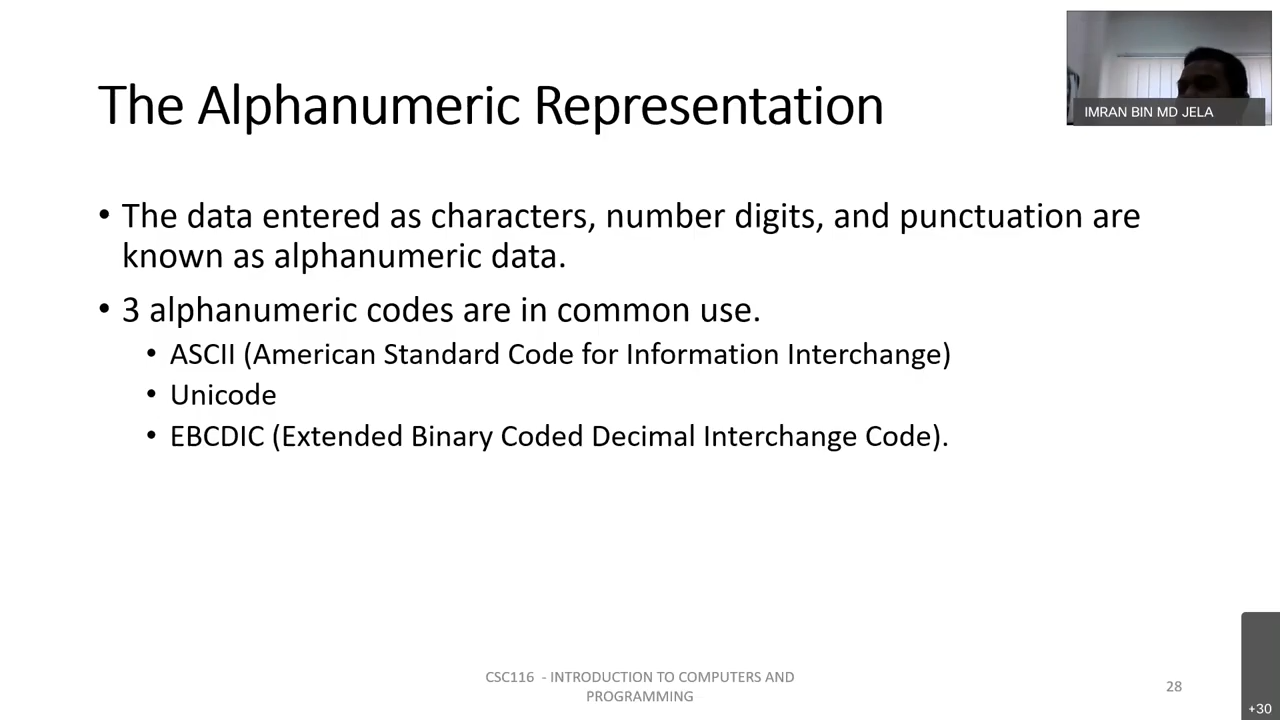 The Alphanumeric Representation
IMRAN BIN MD JELA
• The data entered as characters, number digits, and punctuation are
known as alphanumeric data.
• 3 alphanumeric codes are in common use.
• ASCII (American Standard Code for Information Interchange)
• Unicode
• EBCDIC (Extended Binary Coded Decimal Interchange Code).
CSC116 - INTRODUCTION TO COMPUTERS AND
PROGRAMMING
28
+30